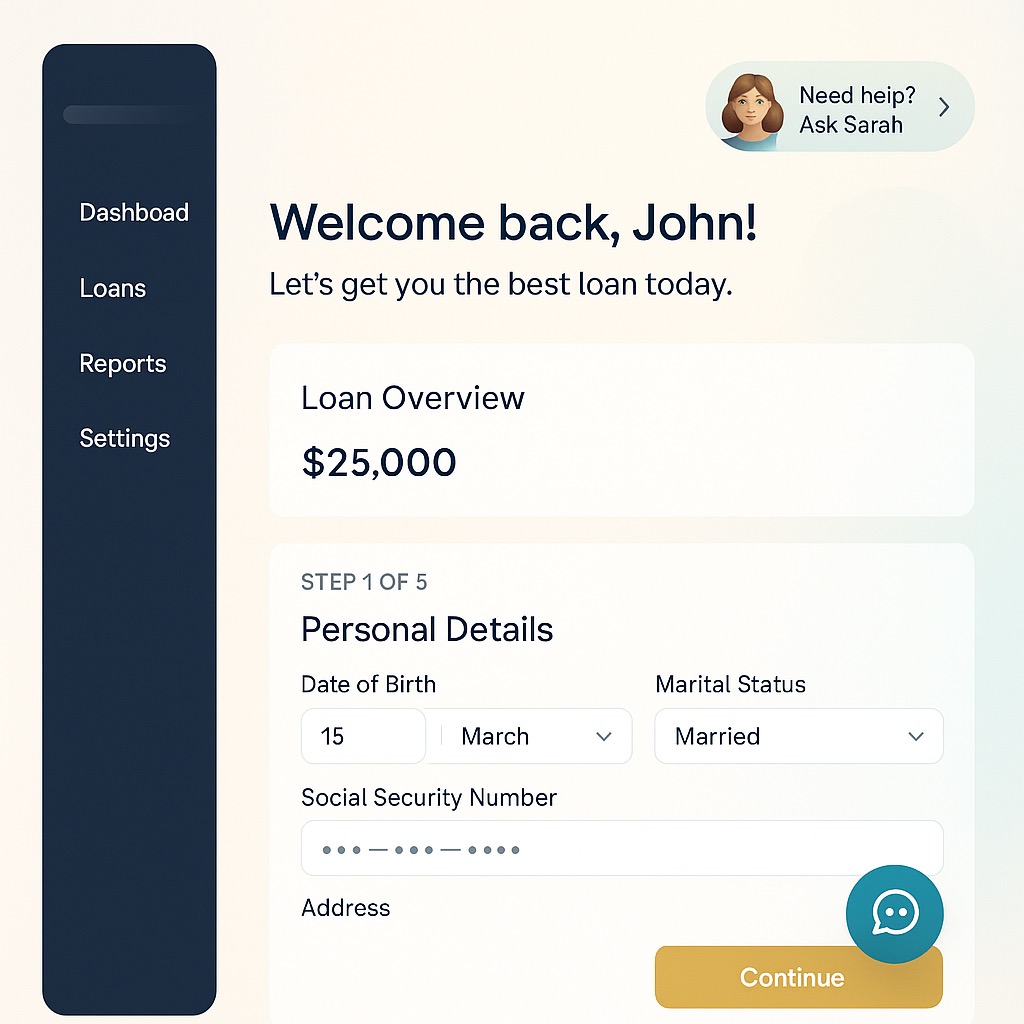 Dashboad
Loans
Reports
Settings
Need heip?
Ask Sarah
Welcome back, John!
Let’s get you the best loan today.
Loan Overview
$25,000
STEP 1 OF 5
Personal Details
Date of Birth
Marital Status
15
March
Married
Social Security Number
•••—•••—••••
Address
Continue